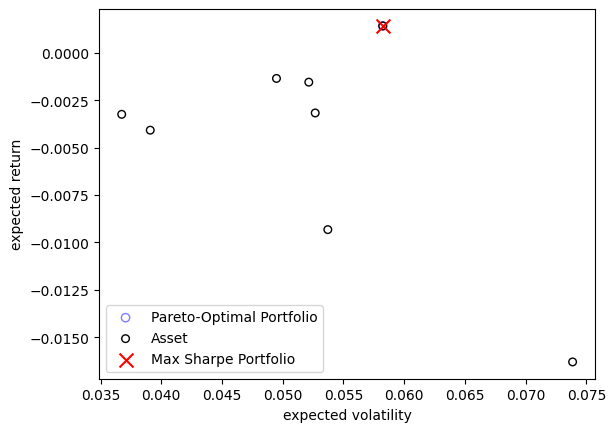 0.0000
−0.0025
−0.0050
−0.0075
−0.0100
−0.0125
−0.0150
expected return
Pareto-Optimal Portfolio
Asset
Max Sharpe Portfolio
0.035 0.040 0.045 0.050 0.055 0.060 0.065 0.070 0.075
expected volatility